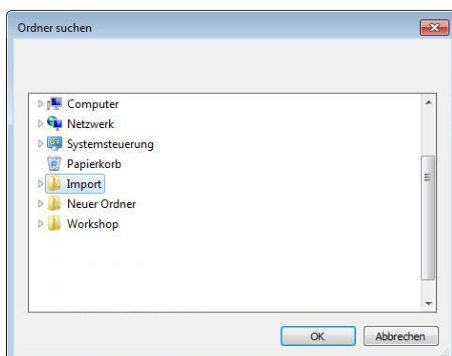 Ordner suchen
Computer
Netzwerk
Systemsteuerung
Papierkorb
Import
Neuer Ordner
Workshop
OK
Abbrechen